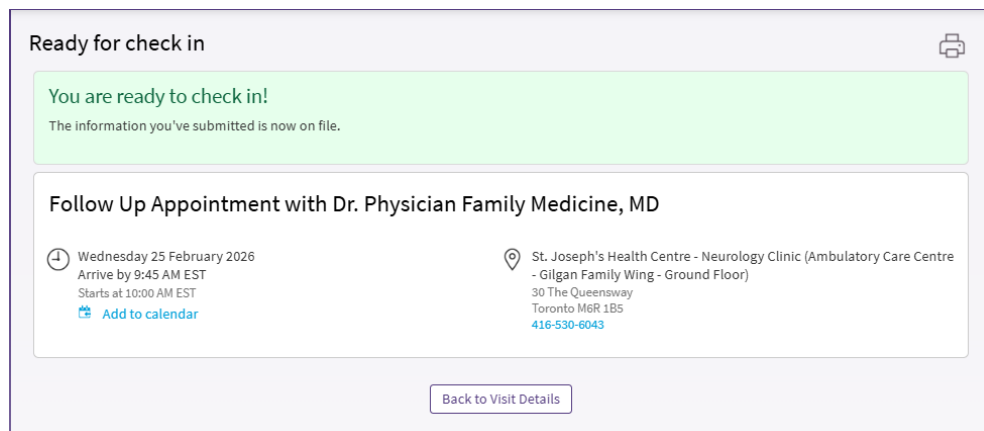 Ready for check in
You are ready to check in!
The information you've submitted is now on file.
Follow Up Appointment with Dr. Physician Family Medicine, MD
Wednesday 25 February 2026
Arrive by 9:45 AM EST
Starts at 10:00 AM EST
Add to calendar
St. Joseph's Health Centre - Neurology Clinic (Ambulatory Care Centre
- Gilgan Family Wing - Ground Floor)
30 The Queensway
Toronto M6R 1B5
416-530-6043
Back to Visit Details